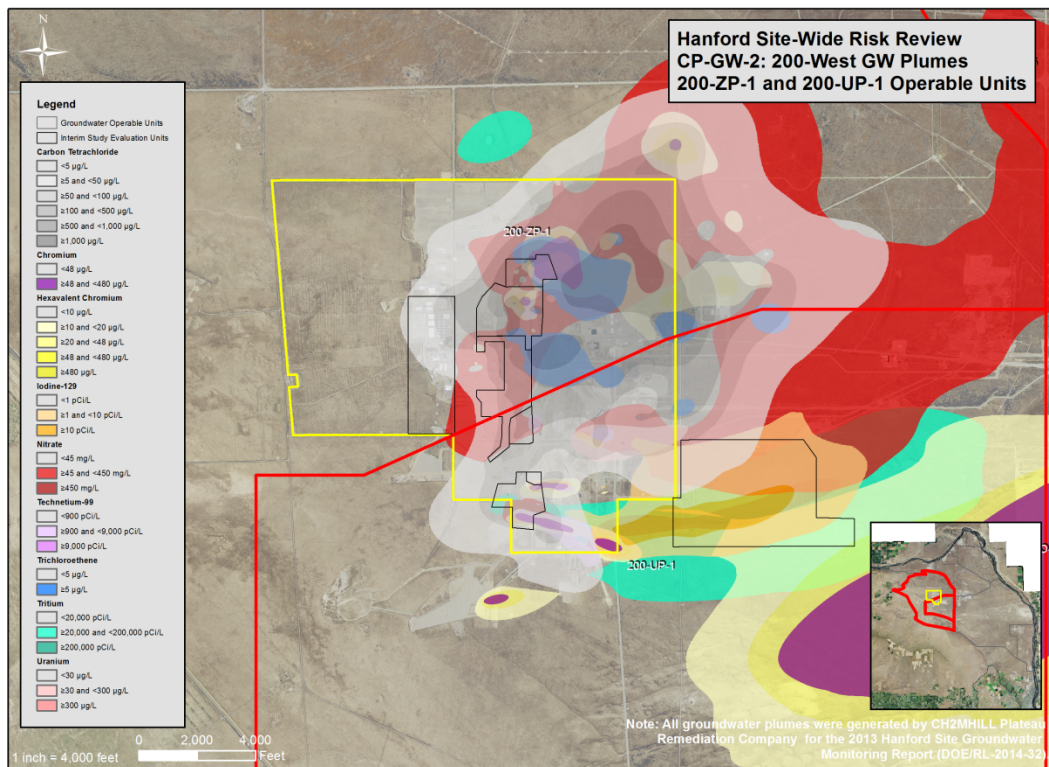 N
Hanford Site-Wide Risk Review
CP-GW-2: 200-West GW Plumes
200-ZP-1 and 200-UP-1 Operable Units
Legend
Groundwater Operable Units
Interim Study Evaluation Units
Carbon Tetrachloride
<5 µg/L
≥5 and <50 µg/L
≥50 and <100 µg/L
≥100 and <500 µg/L
≥500 and <1,000 µg/L
≥1,000 µg/L
Chromium
<48 µg/L
≥48 and <480 µg/L
Hexavalent Chromium
<10 µg/L
≥10 and <20 µg/L
≥20 and <48 µg/L
≥48 and <480 µg/L
≥480 µg/L
Iodine-129
<1 pCi/L
≥1 and <10 pCi/L
≥10 pCi/L
Nitrate
<45 mg/L
≥45 and <450 mg/L
≥450 mg/L
Technetium-99
<900 pCi/L
≥900 and <9,000 pCi/L
≥9,000 pCi/L
Trichloroethene
<5 µg/L
≥5 µg/L
Tritium
<20,000 pCi/L
≥20,000 and <200,000 pCi/L
≥200,000 pCi/L
Uranium
<30 µg/L
≥30 and <300 µg/L
≥300 µg/L
200-ZP-1
200-UP-1
0 2,000 4,000
Feet
1 inch = 4,000 feet
Note: All groundwater plumes were generated by CH2MHILL Plateau
Remediation Company for the 2013 Hanford Site Groundwater
Monitoring Report (DOE/RL-2014-32)